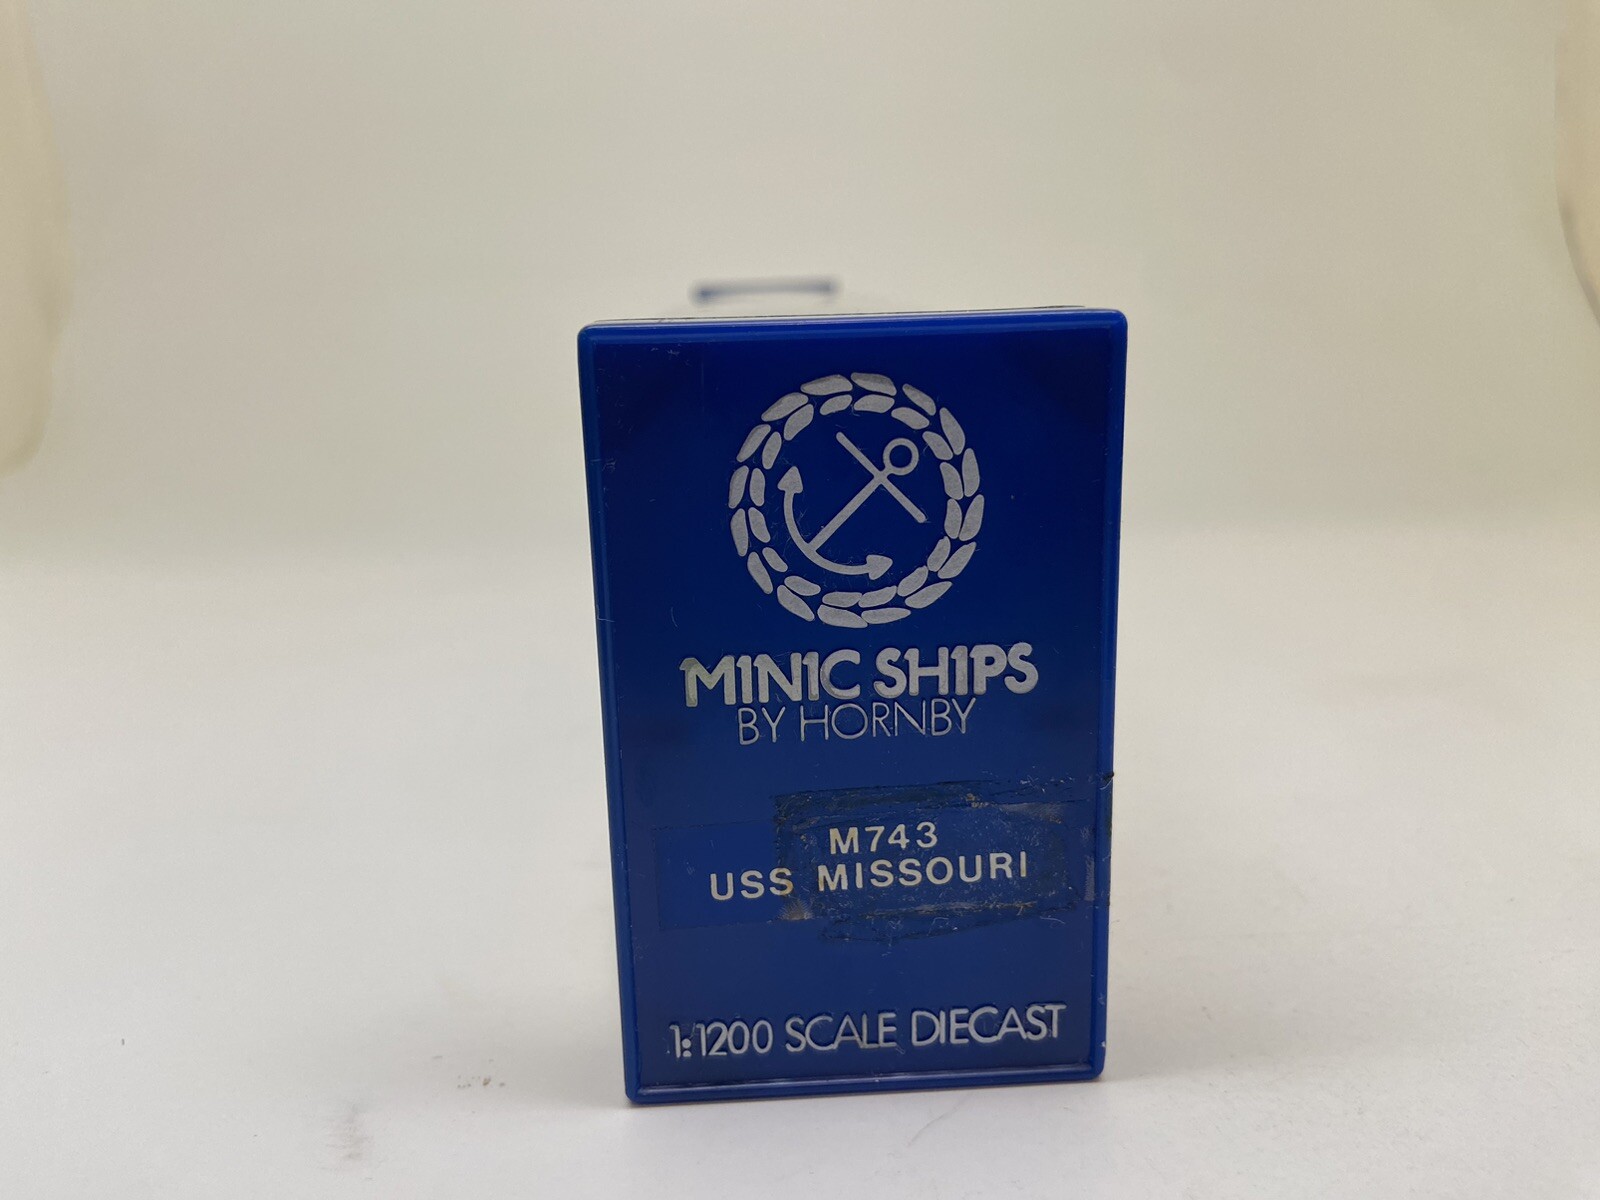 MINIC SHIPS
BY HORNBY
M743
USS MISSOURI
1:1200 SCALE DIECAST